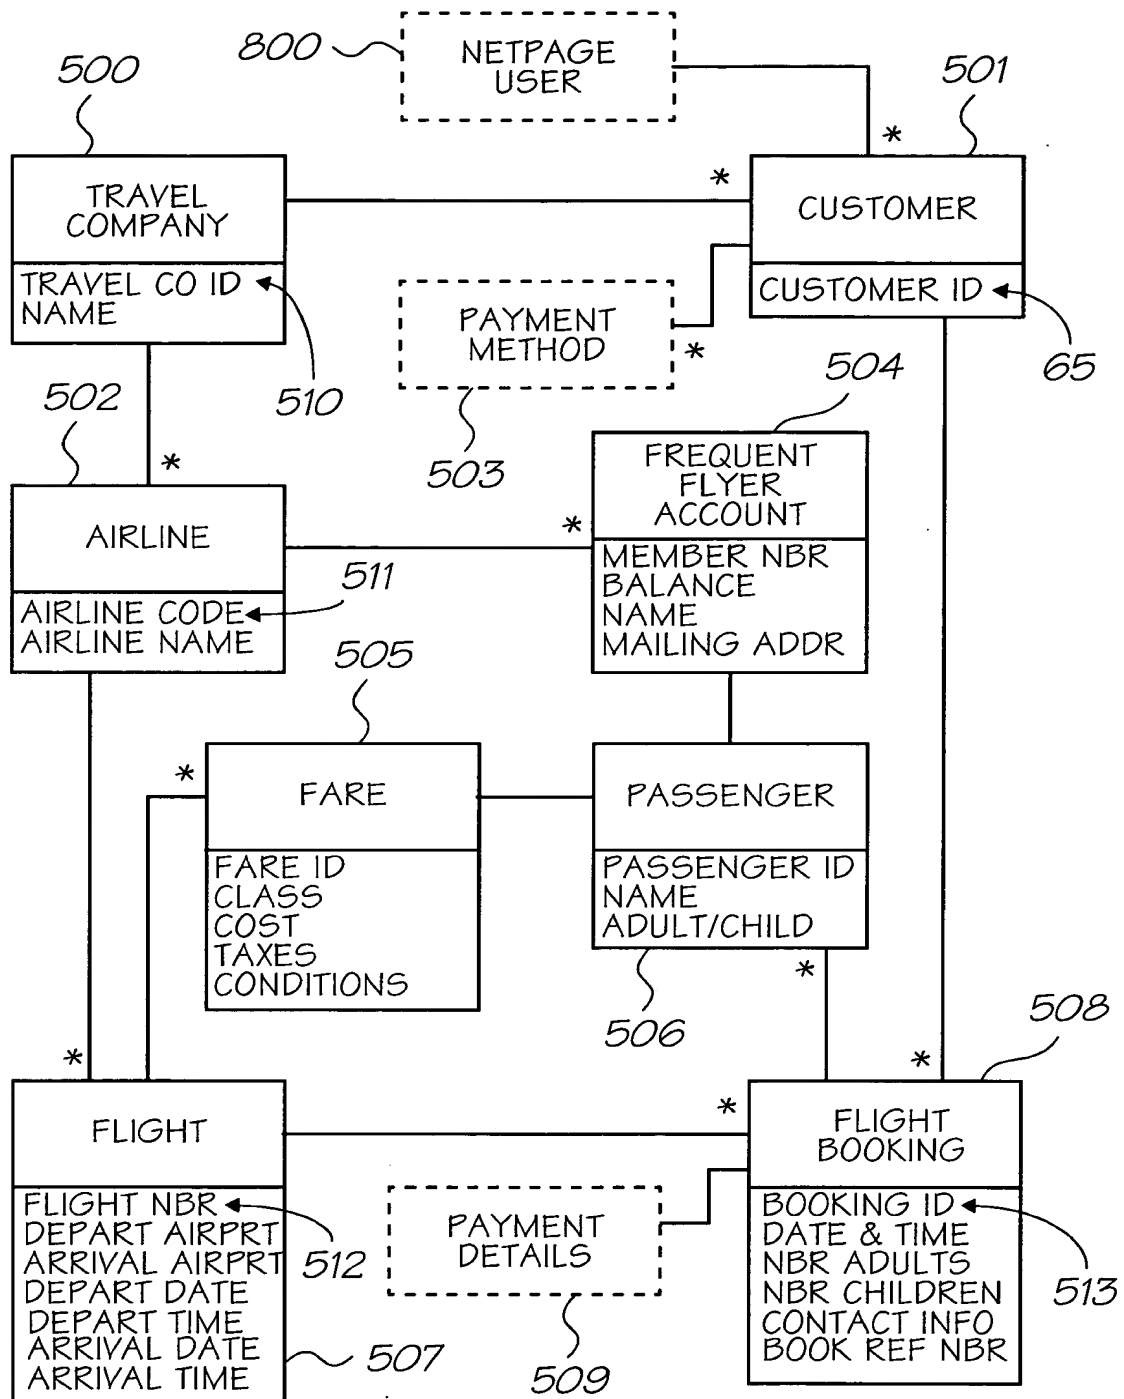 800
NETPAGE
USER
500
501
*
TRAVEL
COMPANY
*
CUSTOMER
TRAVEL CO ID
NAME
CUSTOMER ID
PAYMENT
METHOD
*
510
65
502
503
504
*
FREQUENT
FLYER
ACCOUNT
AIRLINE
*
MEMBER NBR
BALANCE
NAME
MAILING ADDR
511
AIRLINE CODE
AIRLINE NAME
505
*
FARE
PASSENGER
FARE ID
CLASS
COST
TAXES
CONDITIONS
PASSENGER ID
NAME
ADULT/CHILD
*
506
508
*
*
FLIGHT
*
FLIGHT
BOOKING
FLIGHT NBR
DEPART AIRPRT
ARRIVAL AIRPRT
DEPART DATE
DEPART TIME
ARRIVAL DATE
ARRIVAL TIME
512
PAYMENT
DETAILS
BOOKING ID
DATE & TIME
NBR ADULTS
NBR CHILDREN
CONTACT INFO
BOOK REF NBR
513
507
509